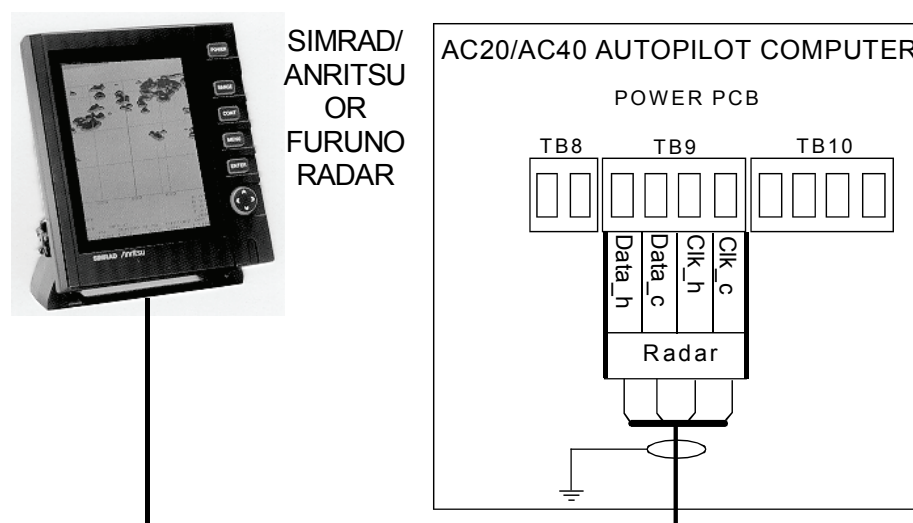 SIMRAD/
ANRITSU
OR
FURUNO
RADAR
POWER
RANGE
CONT
MENU
ENTER
SIMRAD /Anritsu
AC20/AC40 AUTOPILOT COMPUTER
POWER PCB
TB8
TB9
TB10
Data_h
Data_c
Clk_h
Clk_c
Radar